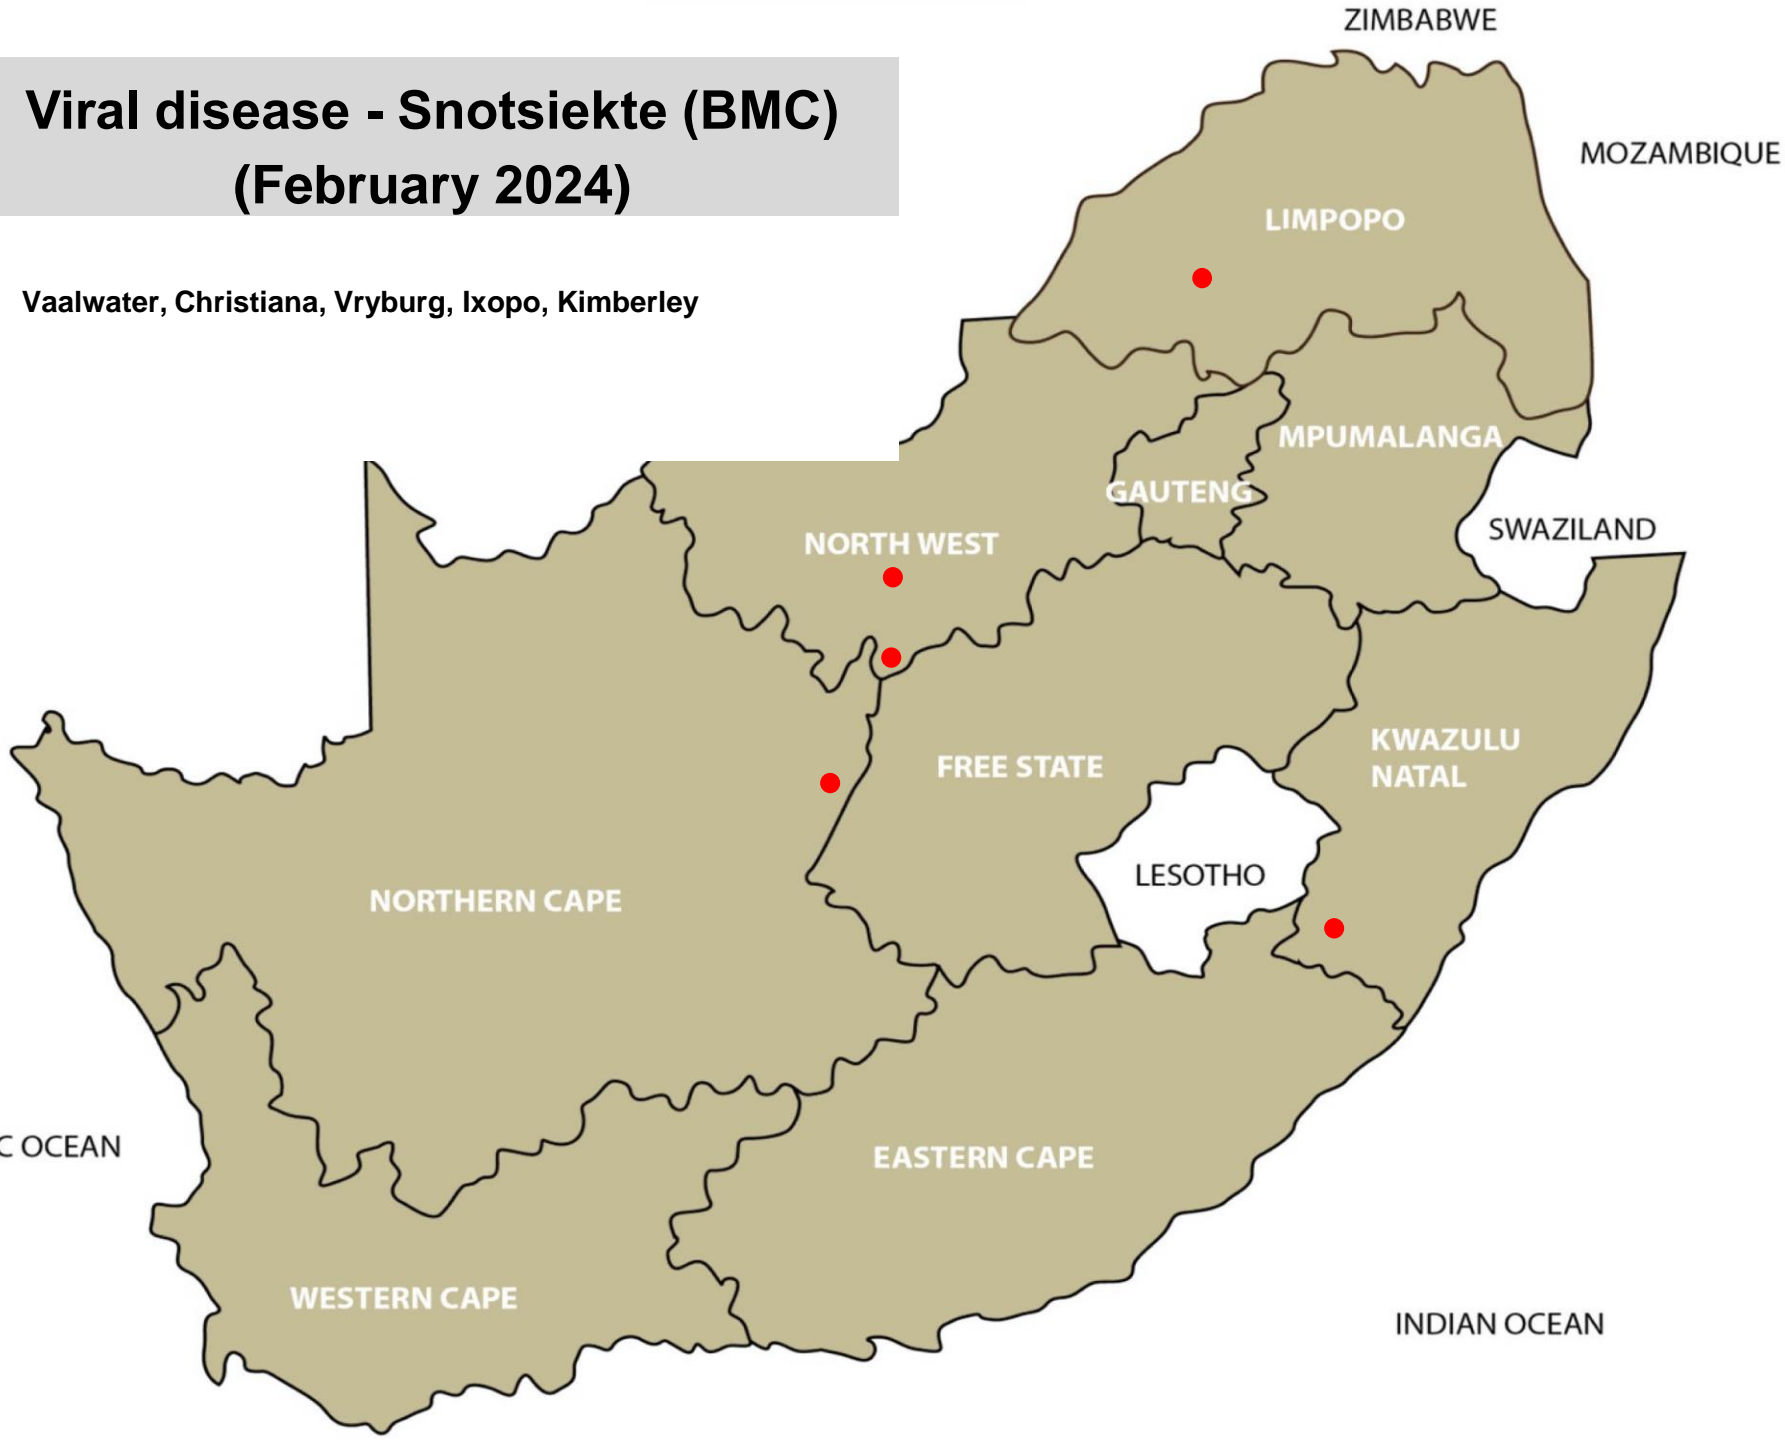 ZIMBABWE
Viral disease - Snotsiekte (BMC)
(February 2024)
MOZAMBIQUE
LIMPOPO
Vaalwater, Christiana, Vryburg, Ixopo, Kimberley
MPUMALANGA
GAUTENG
SWAZILAND
NORTH WEST
KWAZULU
NATAL
FREE STATE
LESOTHO
NORTHERN CAPE
C OCEAN
EASTERN CAPE
WESTERN CAPE
INDIAN OCEAN